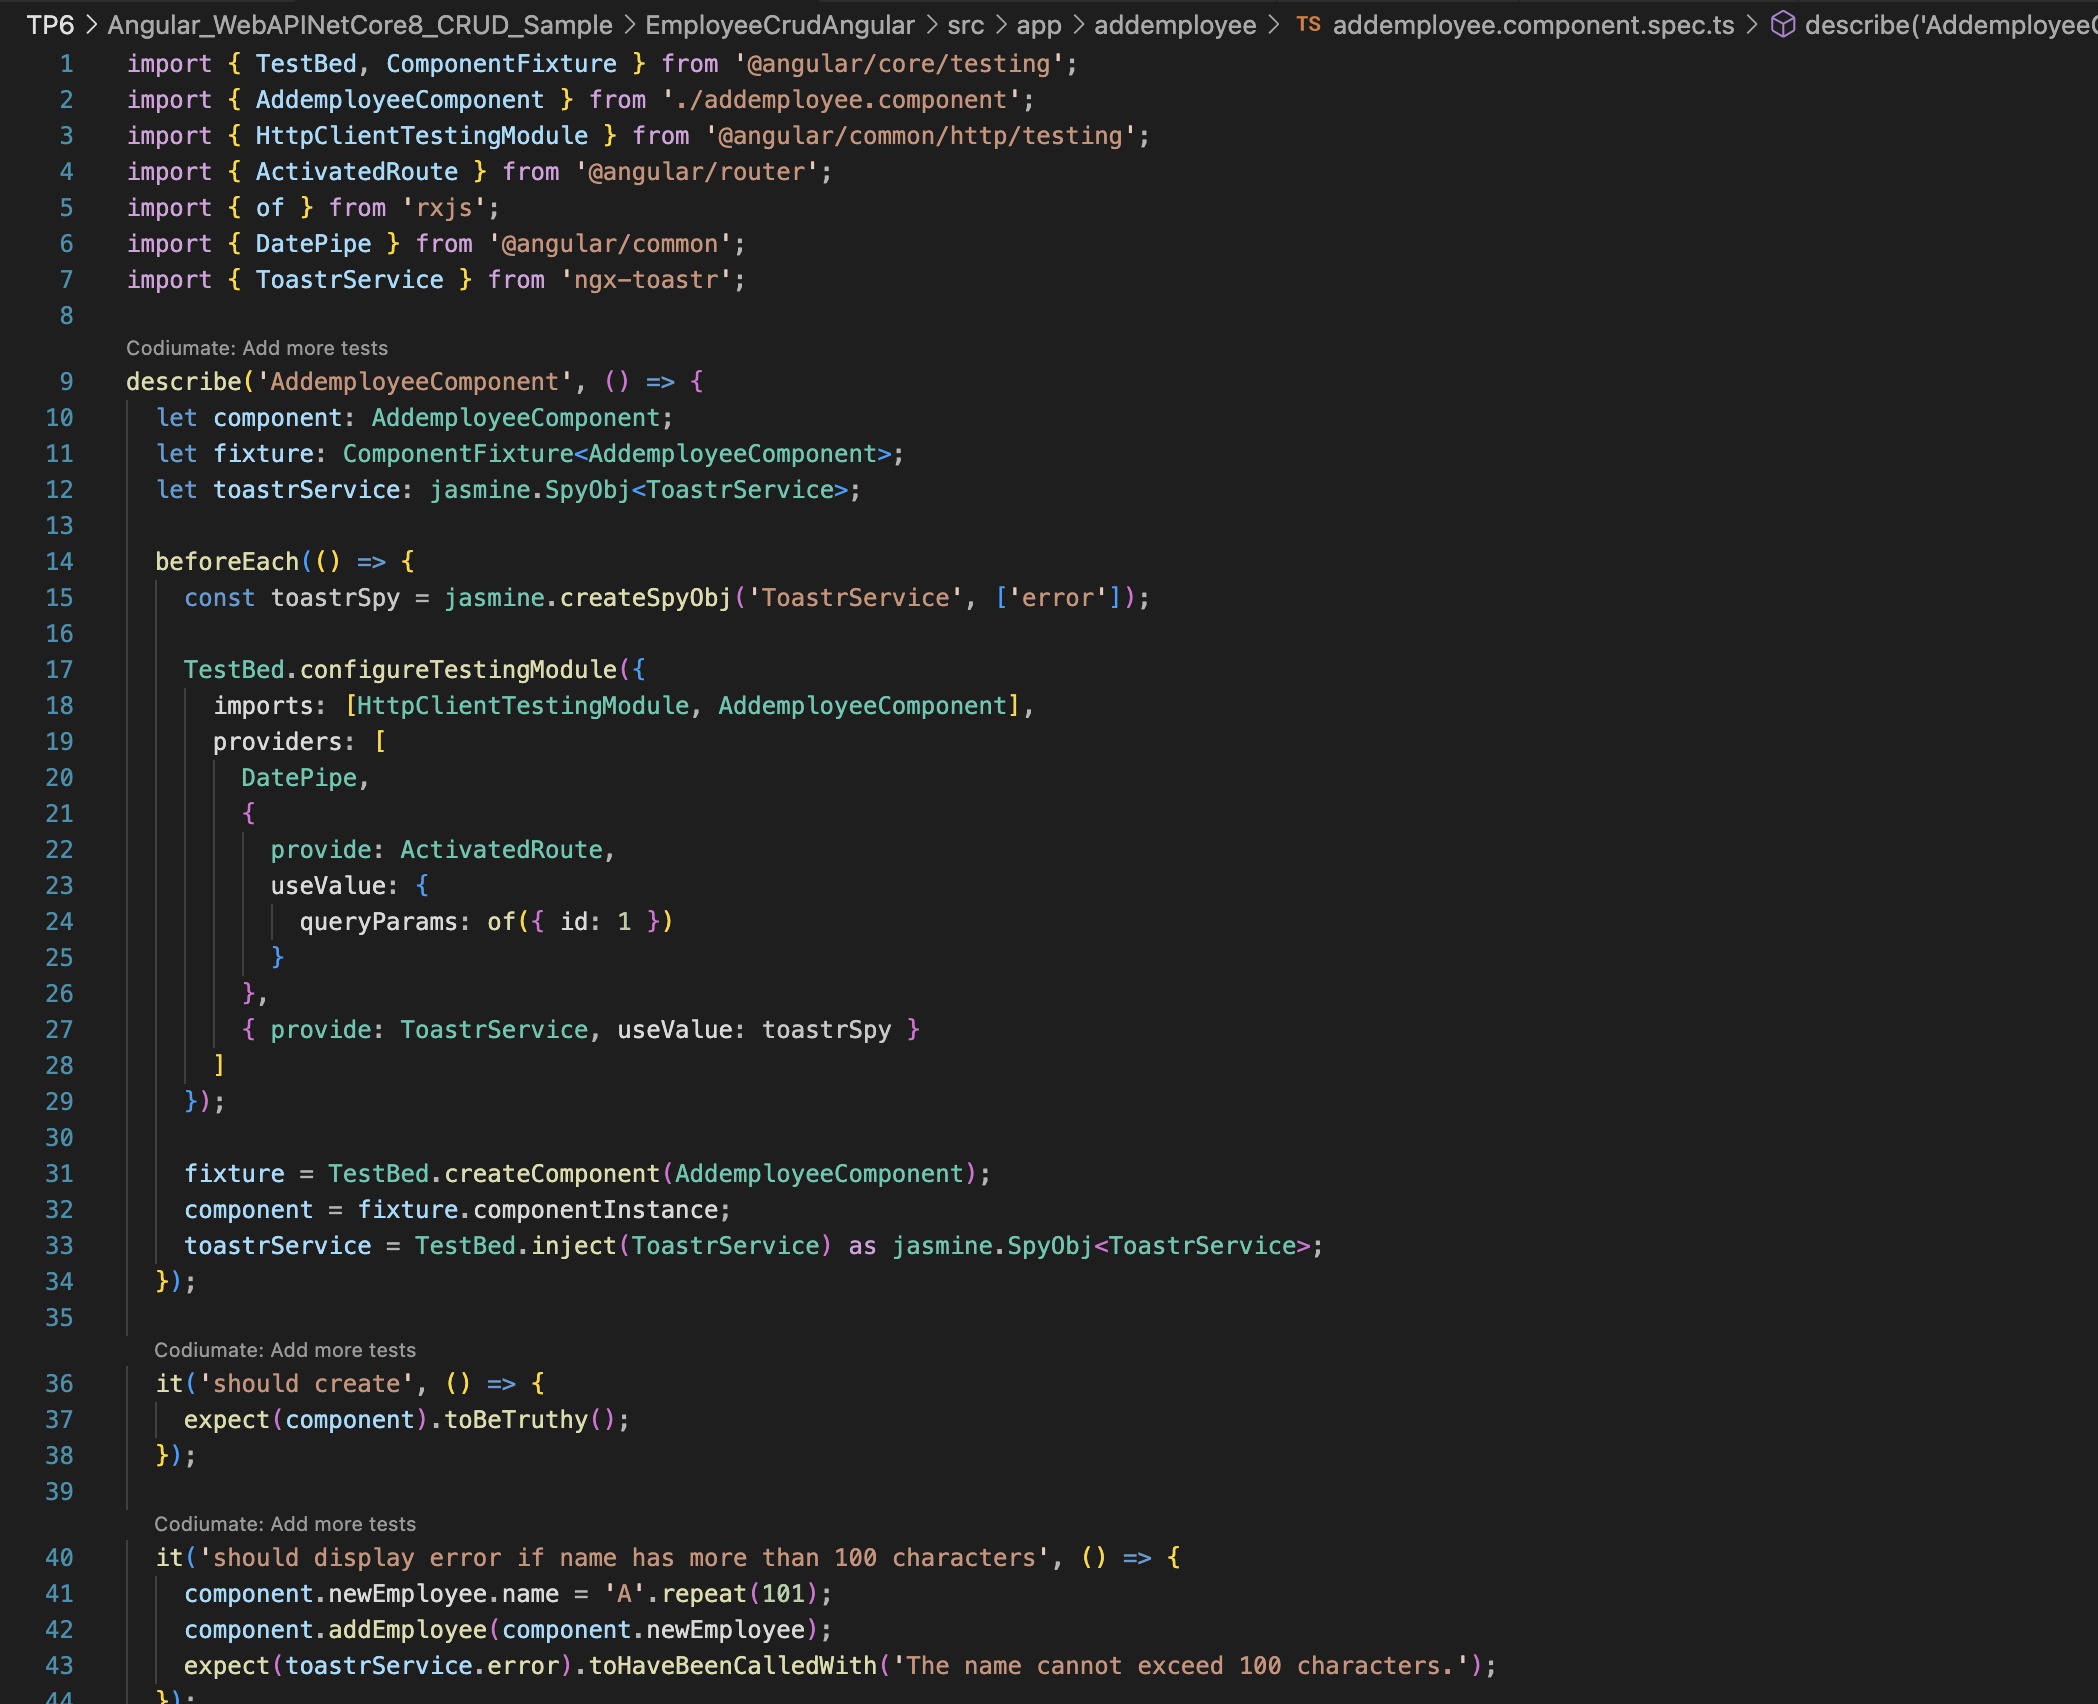 TP6 > Angular_WebAPINetCore8_CRUD_Sample > EmployeeCrudAngular > src > app > addemployee > TS addemployee.component.spec.ts > describe('Addemployee
1 import { TestBed, ComponentFixture } from '@angular/core/testing';
2 import { AddemployeeComponent } from './addemployee.component';
3 import { HttpClientTestingModule } from '@angular/common/http/testing';
4 import { ActivatedRoute } from '@angular/router';
5 import { of } from 'rxjs';
6 import { DatePipe } from '@angular/common';
7 import { ToastrService } from 'ngx-toastr';
8
Codiumate: Add more tests
9 describe('AddemployeeComponent', () => {
10   let component: AddemployeeComponent;
11   let fixture: ComponentFixture<AddemployeeComponent>;
12   let toastrService: jasmine.SpyObj<ToastrService>;
13
14   beforeEach(() => {
15     const toastrSpy = jasmine.createSpyObj('ToastrService', ['error']);
16
17     TestBed.configureTestingModule({
18       imports: [HttpClientTestingModule, AddemployeeComponent],
19       providers: [
20         DatePipe,
21         {
22           provide: ActivatedRoute,
23           useValue: {
24             queryParams: of({ id: 1 })
25           }
26         },
27         { provide: ToastrService, useValue: toastrSpy }
28       ]
29     });
30
31     fixture = TestBed.createComponent(AddemployeeComponent);
32     component = fixture.componentInstance;
33     toastrService = TestBed.inject(ToastrService) as jasmine.SpyObj<ToastrService>;
34   });
35
Codiumate: Add more tests
36   it('should create', () => {
37     expect(component).toBeTruthy();
38   });
39
Codiumate: Add more tests
40   it('should display error if name has more than 100 characters', () => {
41     component.newEmployee.name = 'A'.repeat(101);
42     component.addEmployee(component.newEmployee);
43     expect(toastrService.error).toHaveBeenCalledWith('The name cannot exceed 100 characters.');
44   });